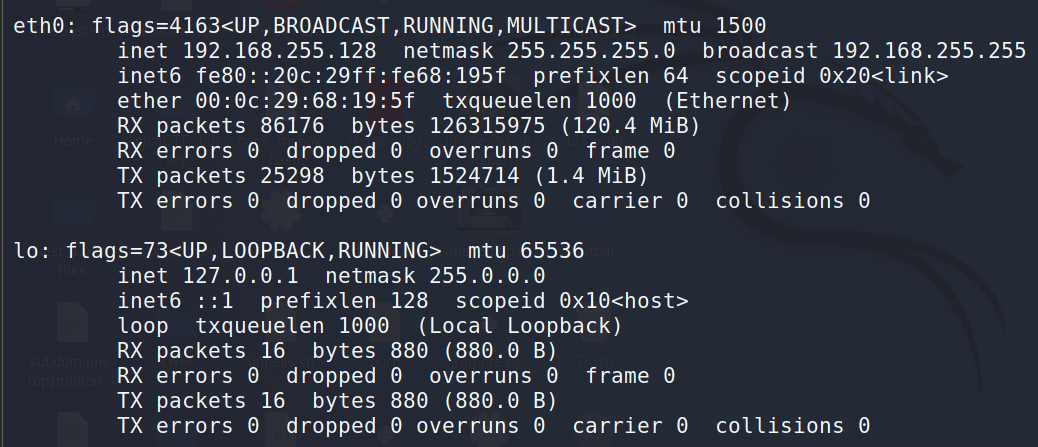 eth0: flags=4163<UP,BROADCAST,RUNNING,MULTICAST>  mtu 1500
        inet 192.168.255.128  netmask 255.255.255.0  broadcast 192.168.255.255
        inet6 fe80::20c:29ff:fe68:195f  prefixlen 64  scopeid 0x20<link>
        ether 00:0c:29:68:19:5f  txqueuelen 1000  (Ethernet)
        RX packets 86176  bytes 126315975 (120.4 MiB)
        RX errors 0  dropped 0  overruns 0  frame 0
        TX packets 25298  bytes 1524714 (1.4 MiB)
        TX errors 0  dropped 0 overruns 0  carrier 0  collisions 0

lo: flags=73<UP,LOOPBACK,RUNNING>  mtu 65536
        inet 127.0.0.1  netmask 255.0.0.0
        inet6 ::1  prefixlen 128  scopeid 0x10<host>
        loop  txqueuelen 1000  (Local Loopback)
        RX packets 16  bytes 880 (880.0 B)
        RX errors 0  dropped 0  overruns 0  frame 0
        TX packets 16  bytes 880 (880.0 B)
        TX errors 0  dropped 0 overruns 0  carrier 0  collisions 0
Home
files
subdomains-
top1million-
Trash